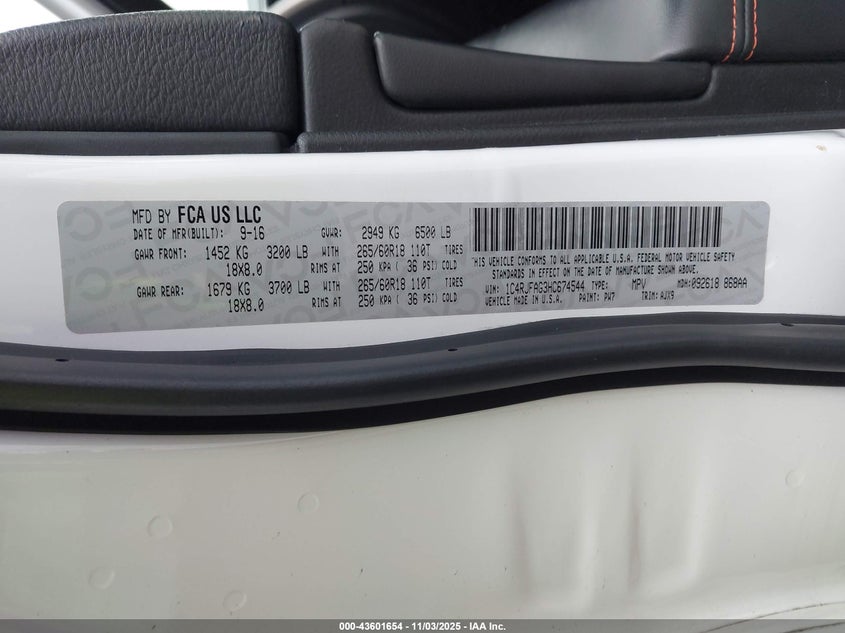 MFD BY FCA US LLC
DATE OF MFR(BUILT): 9-16 GVWR: 2949 KG 6500 LB
GAWR FRONT: 1452 KG 3200 LB WITH 265/60R18 110T TIRES
18X8.0 RIMS AT 250 KPA ( 36 PSI) COLD
GAWR REAR: 1679 KG 3700 LB WITH 265/60R18 110T TIRES
18X8.0 RIMS AT 250 KPA ( 36 PSI) COLD
THIS VEHICLE CONFORMS TO ALL APPLICABLE U.S.A. FEDERAL MOTOR VEHICLE SAFETY
STANDARDS IN EFFECT ON THE DATE OF MANUFACTURE SHOWN ABOVE.
VIN: 1C4RJFAG3HC674544 TYPE: MPV MDH: 092618 869AA
VEHICLE MADE IN U.S.A. PAINT: PW7 TRIM: AJX9
000-43601654 - 11/03/2025 - IAA Inc.